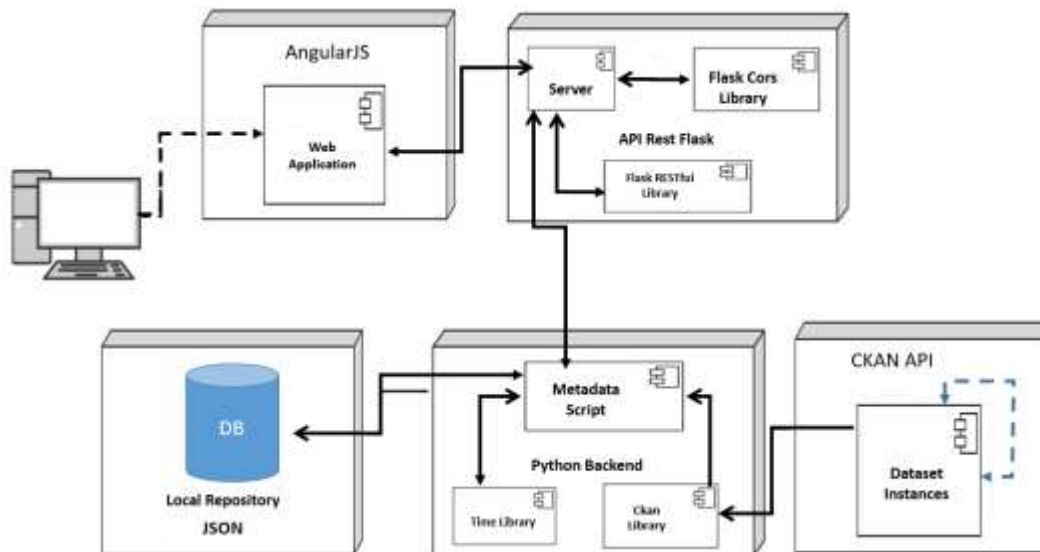 AngularJS
Web
Application
Server
Flask Cors
Library
API Rest Flask
Flask RESTful
Library
DB
Local Repository
JSON
Metadada
Script
Python Backend
Time Library
Ckan
Library
CKAN API
Dataset
Instances